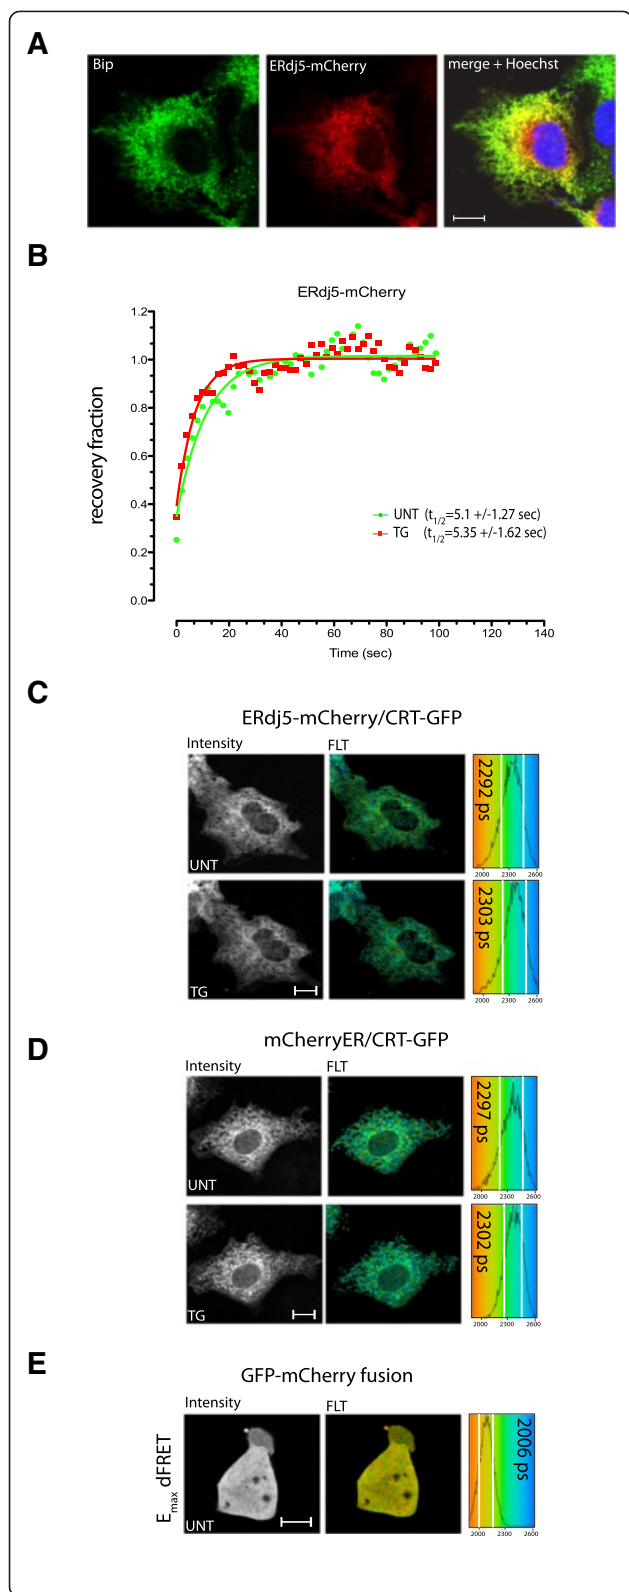 A
Bip
ERdj5-mCherry
merge + Hoechst
B
ERdj5-mCherry
recovery fraction
1.2
1.0
0.8
0.6
0.4
0.2
0.0
UNT (t1/2=5.1 +/-1.27 sec)
TG (t1/2=5.35 +/-1.62 sec)
0 20 40 60 80 100 120 140
Time (sec)
C
ERdj5-mCherry/CRT-GFP
Intensity
FLT
UNT
2292 ps
2000 2300 2600
TG
2303 ps
2000 2300 2600
D
mCherryER/CRT-GFP
Intensity
FLT
UNT
2297 ps
2000 2300 2600
TG
2302 ps
2000 2300 2600
E
GFP-mCherry fusion
Intensity
FLT
Emax dFRET
UNT
2006 ps
2000 2300 2600